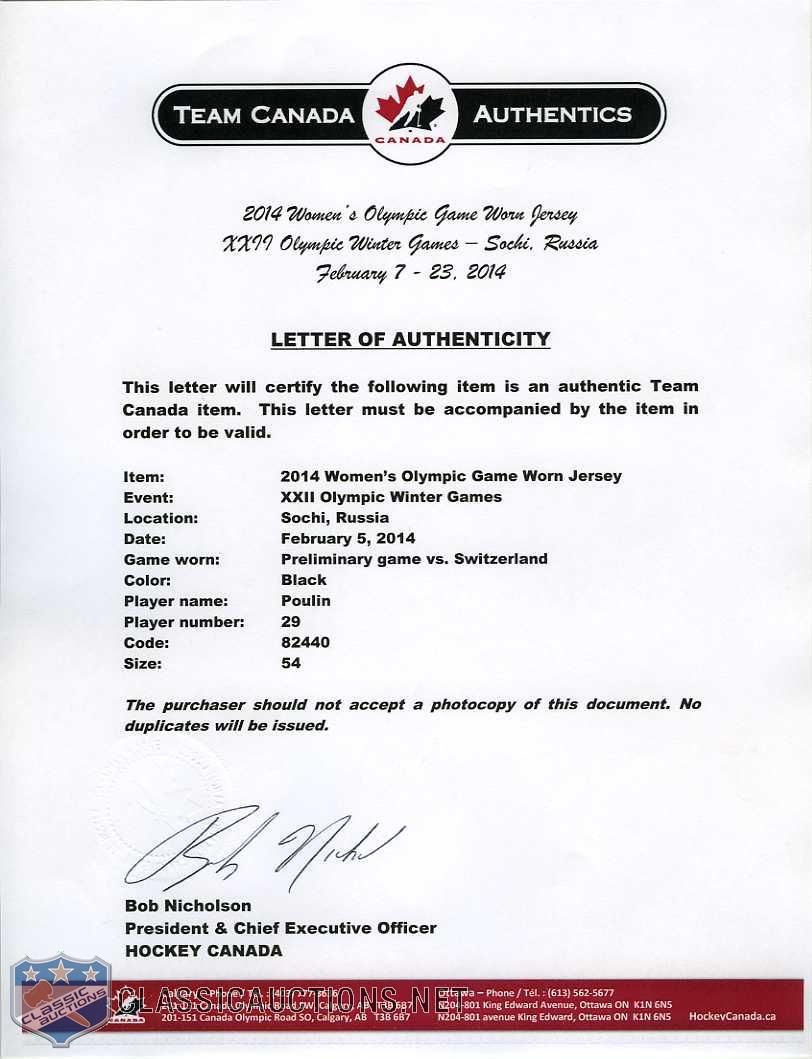 TEAM CANADA AUTHENTICS
CANADA
2014 Women's Olympic Game Worn Jersey
XXII Olympic Winter Games – Sochi, Russia
February 7 - 23, 2014
LETTER OF AUTHENTICITY
This letter will certify the following item is an authentic Team
Canada item. This letter must be accompanied by the item in
order to be valid.
Item: 2014 Women's Olympic Game Worn Jersey
Event: XXII Olympic Winter Games
Location: Sochi, Russia
Date: February 5, 2014
Game worn: Preliminary game vs. Switzerland
Color: Black
Player name: Poulin
Player number: 29
Code: 82440
Size: 54
The purchaser should not accept a photocopy of this document. No
duplicates will be issued.
Bob Nicholson
President & Chief Executive Officer
HOCKEY CANADA
CLASSIC AUCTIONS
CLASSICAUCTIONS.NET
201-151 Canada Olympic Road SO, Calgary, AB T3B 6B7
Ottawa – Phone / Tél. : (613) 562-5677
N204-801 King Edward Avenue, Ottawa ON K1N 6N5
N204-801 avenue King Edward, Ottawa ON K1N 6N5
HockeyCanada.ca